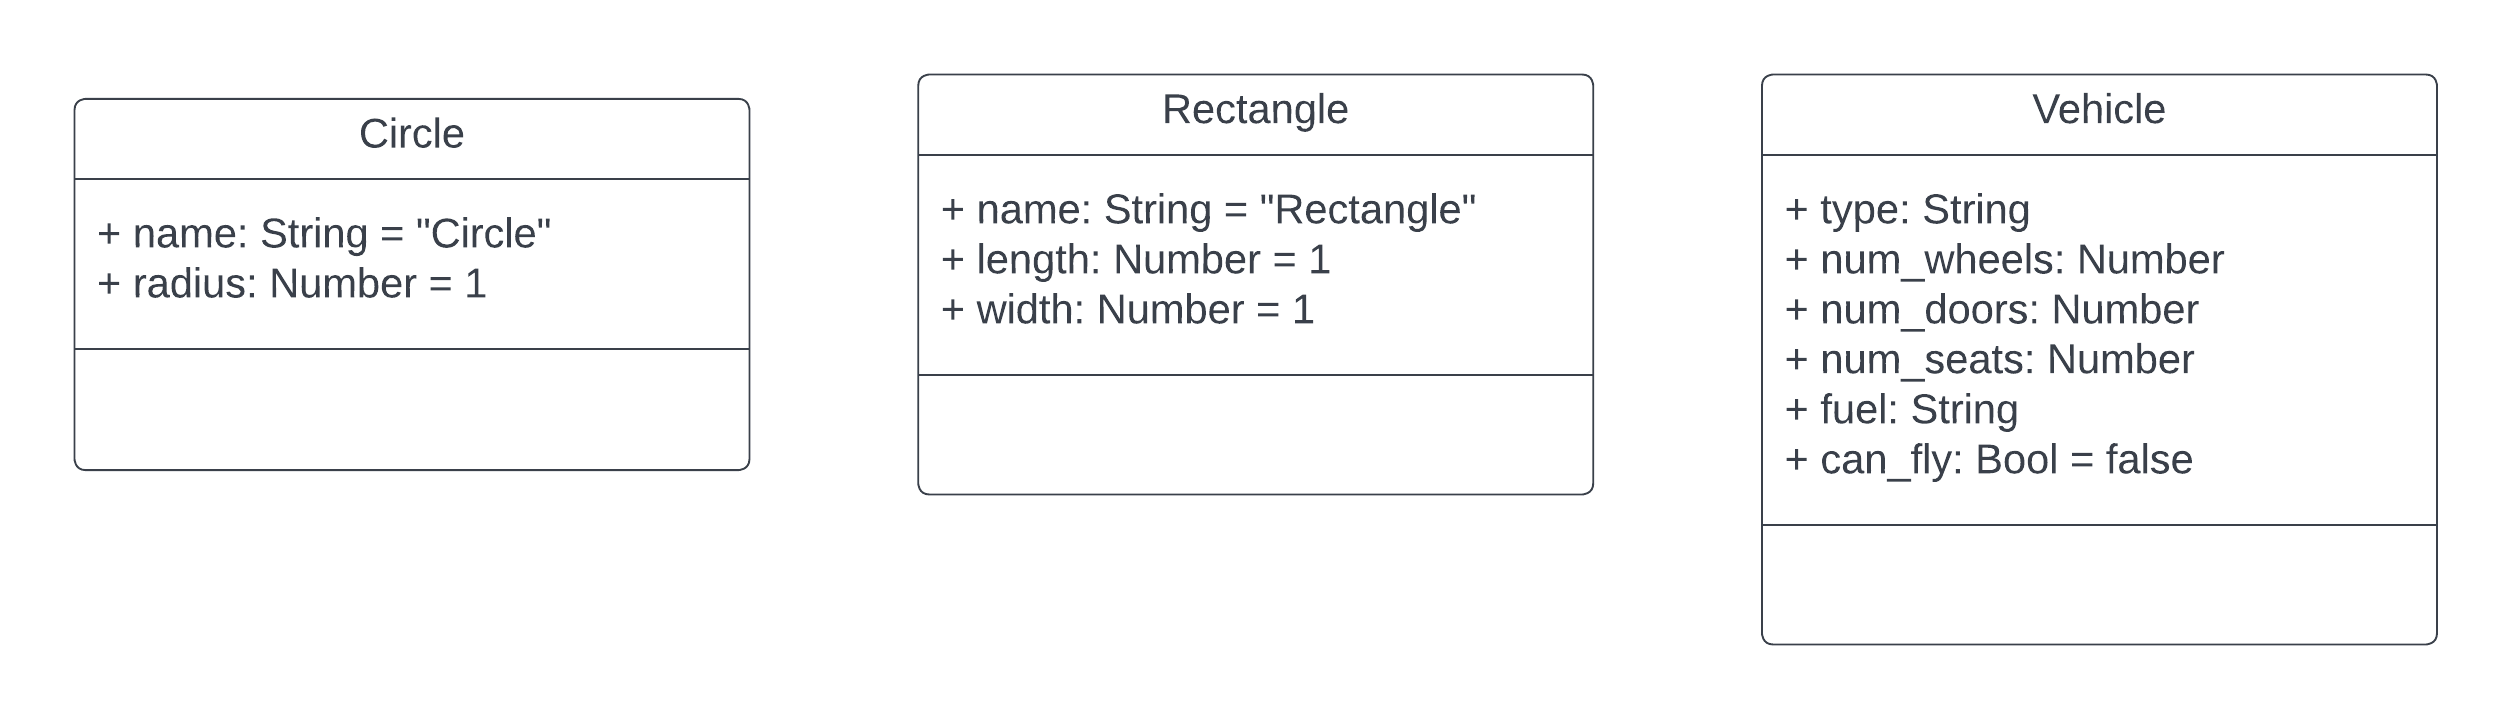 Circle
+ name: String = "Circle"
+ radius: Number = 1
Rectangle
+ name: String = "Rectangle"
+ length: Number = 1
+ width: Number = 1
Vehicle
+ type: String
+ num_wheels: Number
+ num_doors: Number
+ num_seats: Number
+ fuel: String
+ can_fly: Bool = false